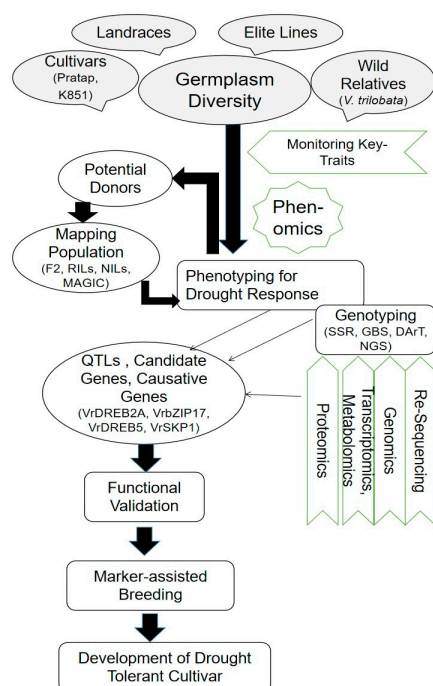 Landraces
Elite Lines
Cultivars
(Pratap,
K851)
Germplasm
Diversity
Wild
Relatives
(V. trilobata)
Monitoring Key-
Traits
Potential
Donors
Phen-
omics
Mapping
Population
(F2, RILs, NILs,
MAGIC)
Phenotyping for
Drought Response
Genotyping
(SSR, GBS, DArT,
NGS)
QTLs , Candidate
Genes, Causative
Genes
(VrDREB2A, VrbZIP17,
VrDREB5, VrSKP1)
Proteomics
Transcriptomics,
Metabolomics
Genomics
Re-Sequencing
Functional
Validation
Marker-assisted
Breeding
Development of Drought
Tolerant Cultivar